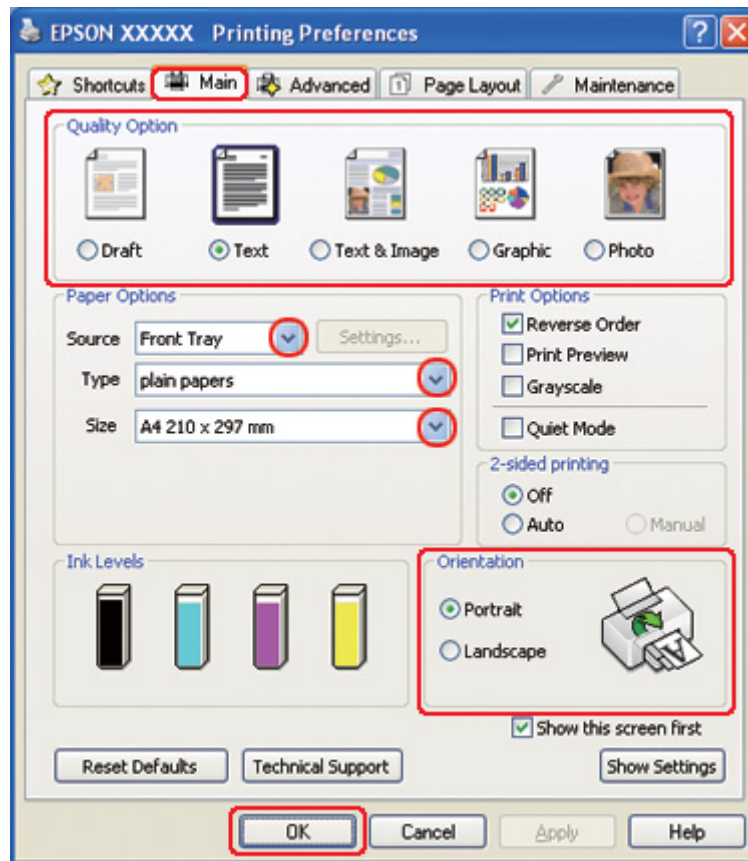 EPSON XXXXX Printing Preferences
Shortcuts Main Advanced 1 Page Layout Maintenance
Quality Option
Draft Text Text & Image Graphic Photo
Paper Options
Source Front Tray Settings...
Type plain papers
Size A4 210 x 297 mm
Print Options
Reverse Order
Print Preview
Grayscale
Quiet Mode
2-sided printing
Off
Auto Manual
Ink Levels
Orientation
Portrait
Landscape
A
Show this screen first
Reset Defaults Technical Support Show Settings
OK Cancel Apply Help